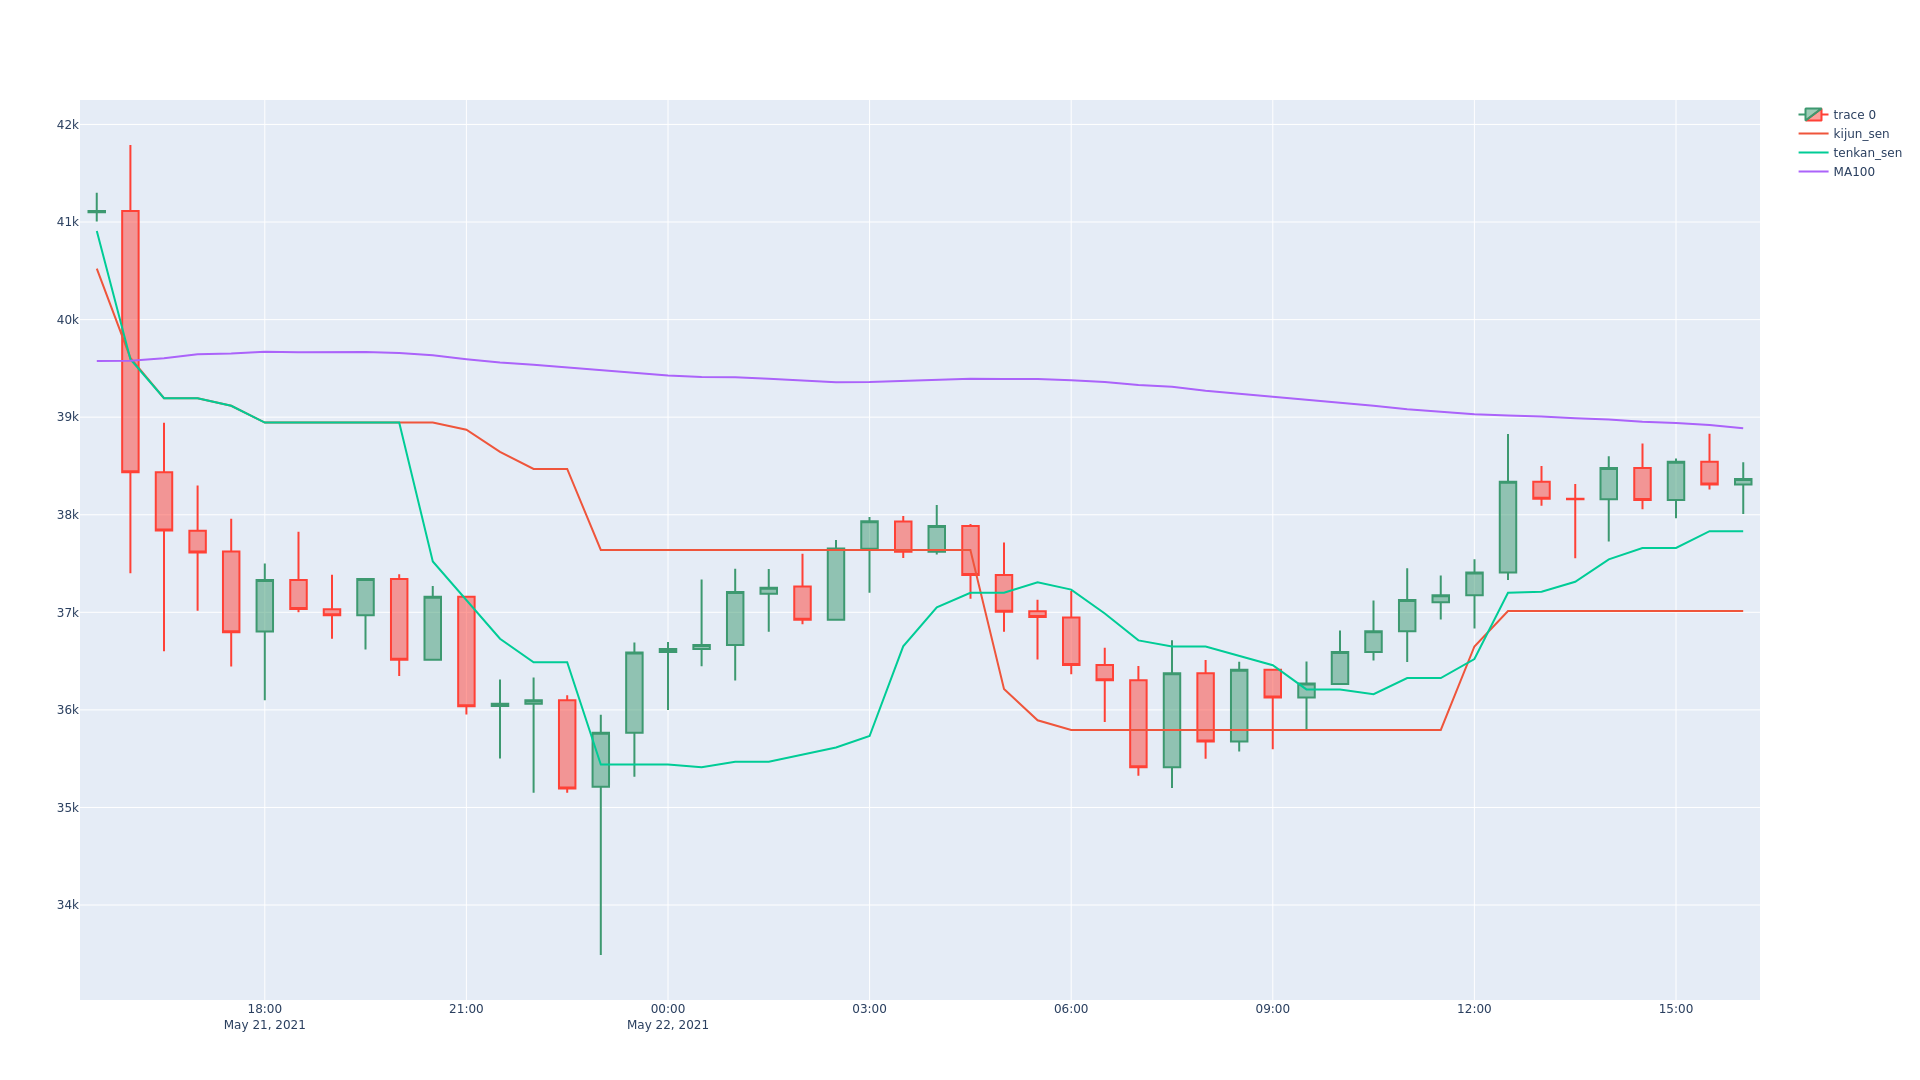 42k
41k
40k
39k
38k
37k
36k
35k
34k
18:00
May 21, 2021
21:00
00:00
May 22, 2021
03:00
06:00
09:00
12:00
15:00
trace 0
kijun_sen
tenkan_sen
MA100